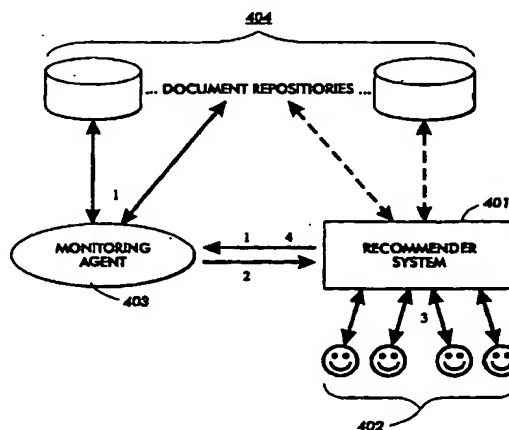 404
... DOCUMENT REPOSITIORIES ...
1
401
MONITORING
AGENT
1 4
2
RECOMMENDER
SYSTEM
403
3
402